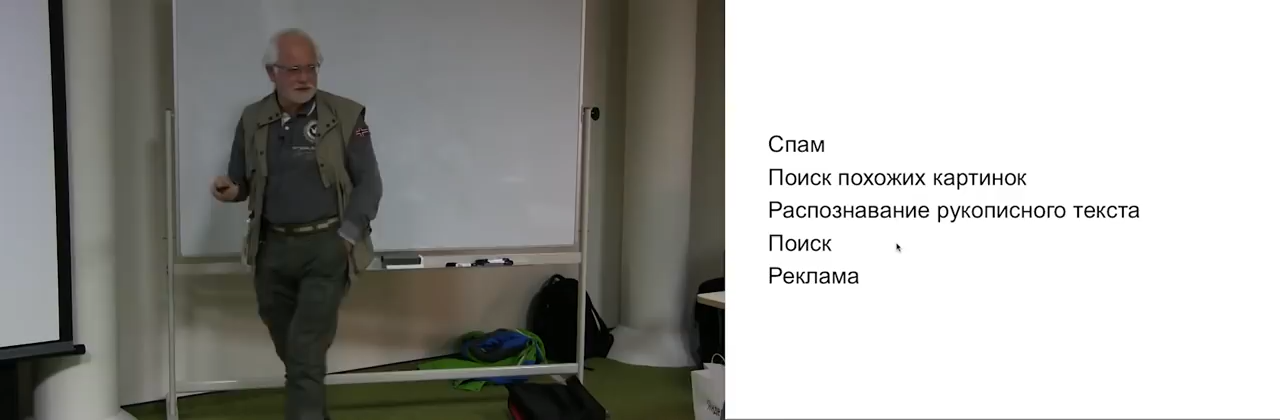 Спам
Поиск похожих картинок
Распознавание рукописного текста
Поиск
Реклама